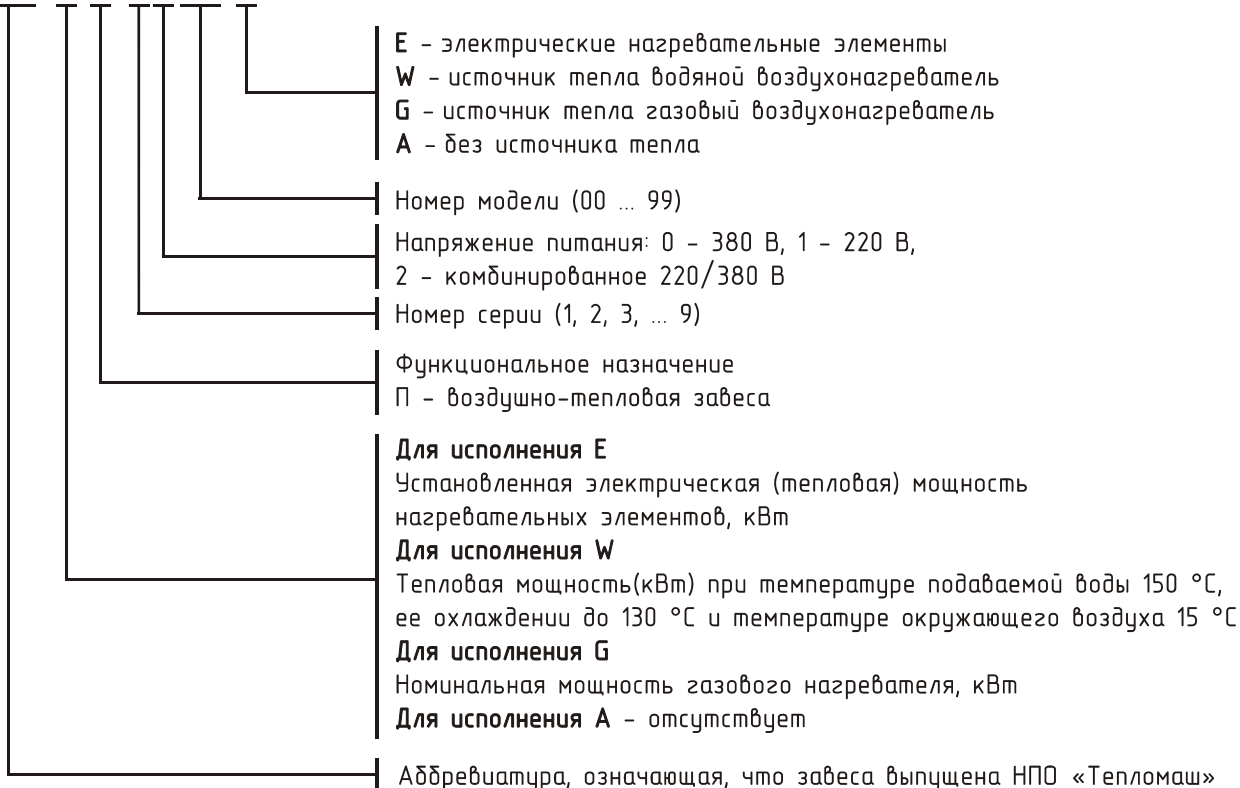 E – электрические нагревательные элементы
W – источник тепла водяной воздухонагреватель
G – источник тепла газовый воздухонагреватель
A – без источника тепла
Номер модели (00 ... 99)
Напряжение питания: 0 – 380 В, 1 – 220 В,
2 – комбинированное 220/380 В
Номер серии (1, 2, 3, ... 9)
Функциональное назначение
П – воздушно-тепловая завеса
Для исполнения E
Установленная электрическая (тепловая) мощность
нагревательных элементов, кВт
Для исполнения W
Тепловая мощность(кВт) при температуре подаваемой воды 150 °С,
ее охлаждении до 130 °С и температуре окружающего воздуха 15 °С
Для исполнения G
Номинальная мощность газового нагревателя, кВт
Для исполнения A – отсутствует
Аббревиатура, означающая, что завеса выпущена НПО «Тепломаш»